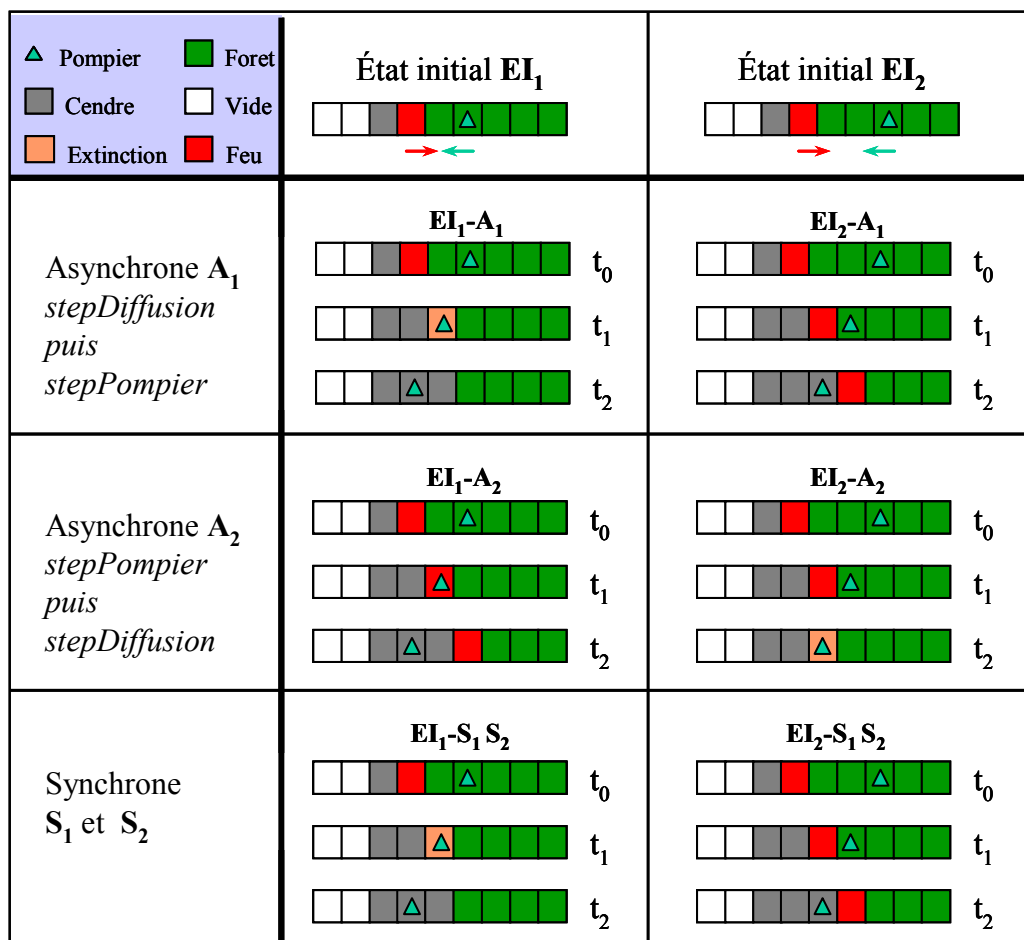 Pompier
Foret
Cendre
Vide
Extinction
Feu
État initial EI1
État initial EI2
Asynchrone A1
stepDiffusion
puis
stepPompier
EI1-A1
t0
t1
t2
EI2-A1
t0
t1
t2
Asynchrone A2
stepPompier
puis
stepDiffusion
EI1-A2
t0
t1
t2
EI2-A2
t0
t1
t2
Synchrone
S1 et S2
EI1-S1 S2
t0
t1
t2
EI2-S1 S2
t0
t1
t2